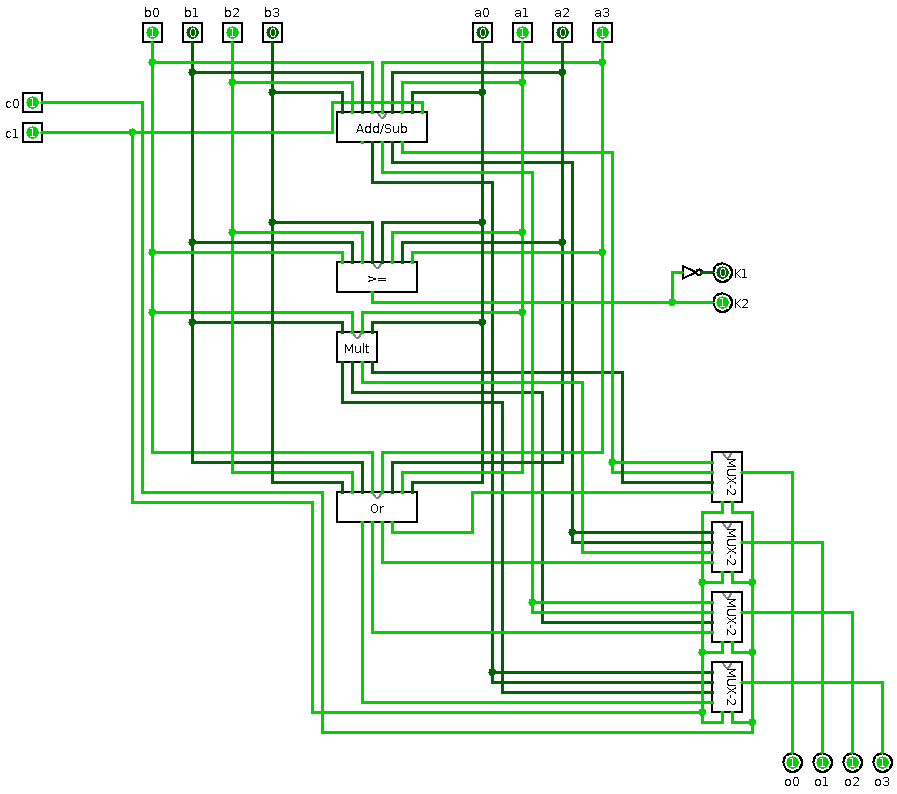 b0 b1 b2 b3 a0 a1 a2 a3
1 0 1 0 0 1 0 1
c0 1
c1 1
Add/Sub
>=
0 K1
1 K2
Mult
MUX-2
Or
MUX-2
MUX-2
MUX-2
1 1 1 1
o0 o1 o2 o3